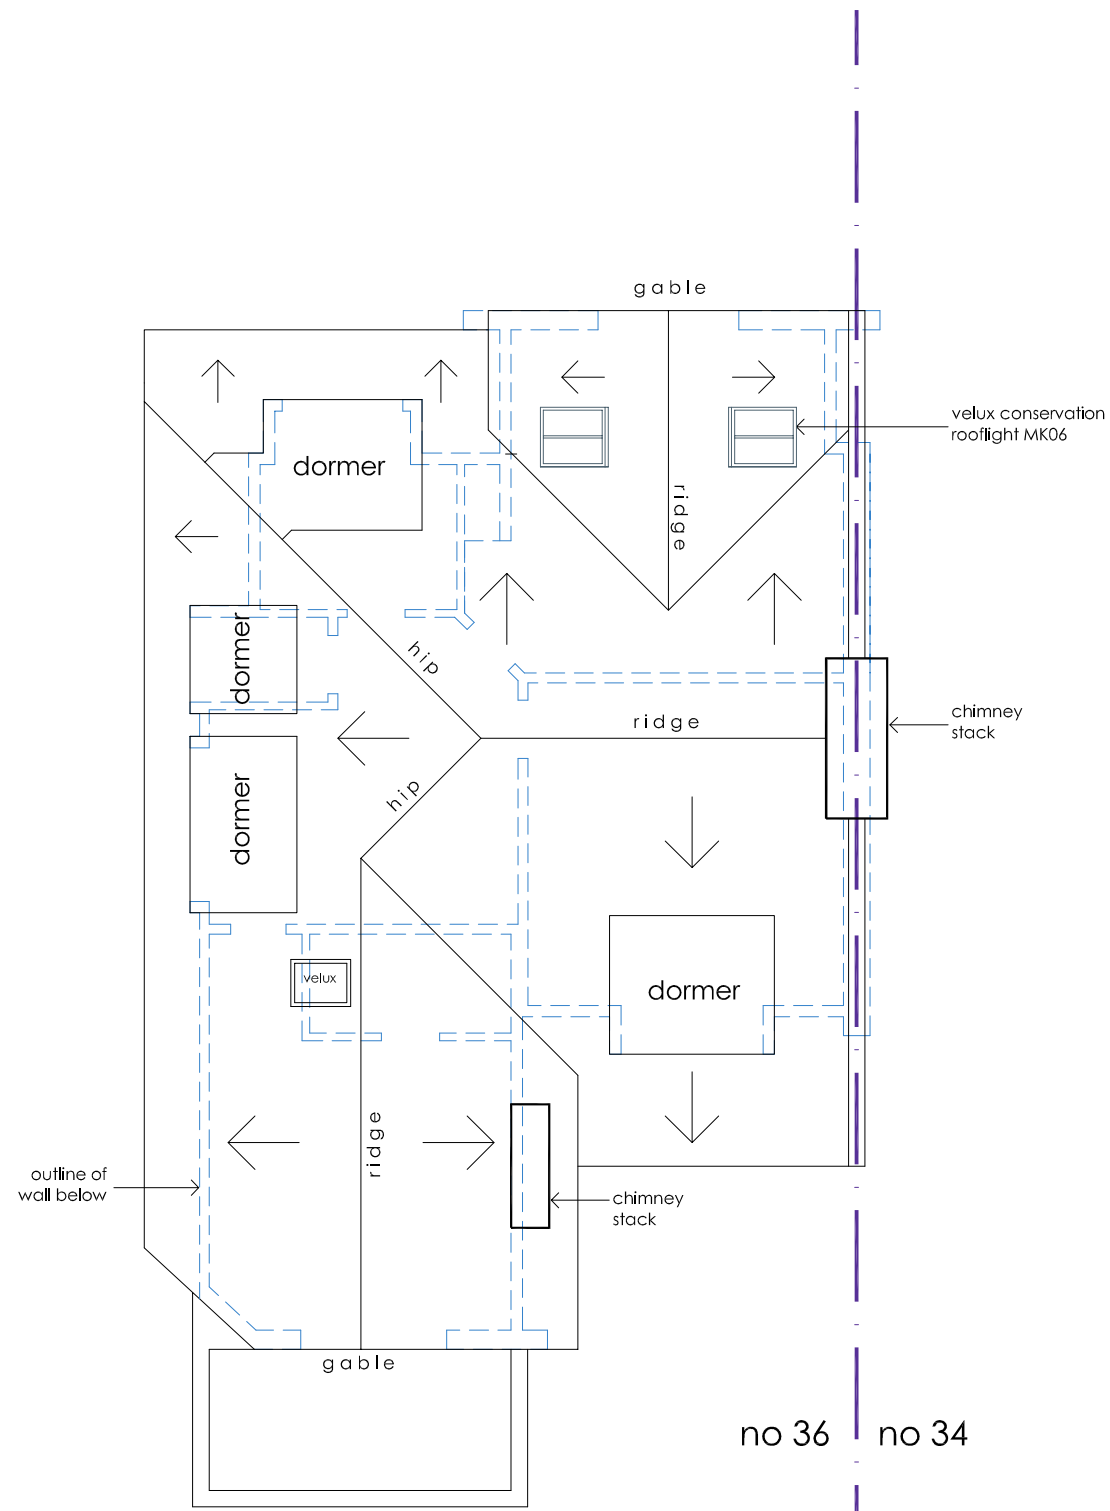 gable
velux conservation
rooflight MK06
dormer
ridge
dormer
hip
ridge
chimney
stack
hip
dormer
velux
dormer
ridge
outline of
wall below
chimney
stack
gable
no 36
no 34